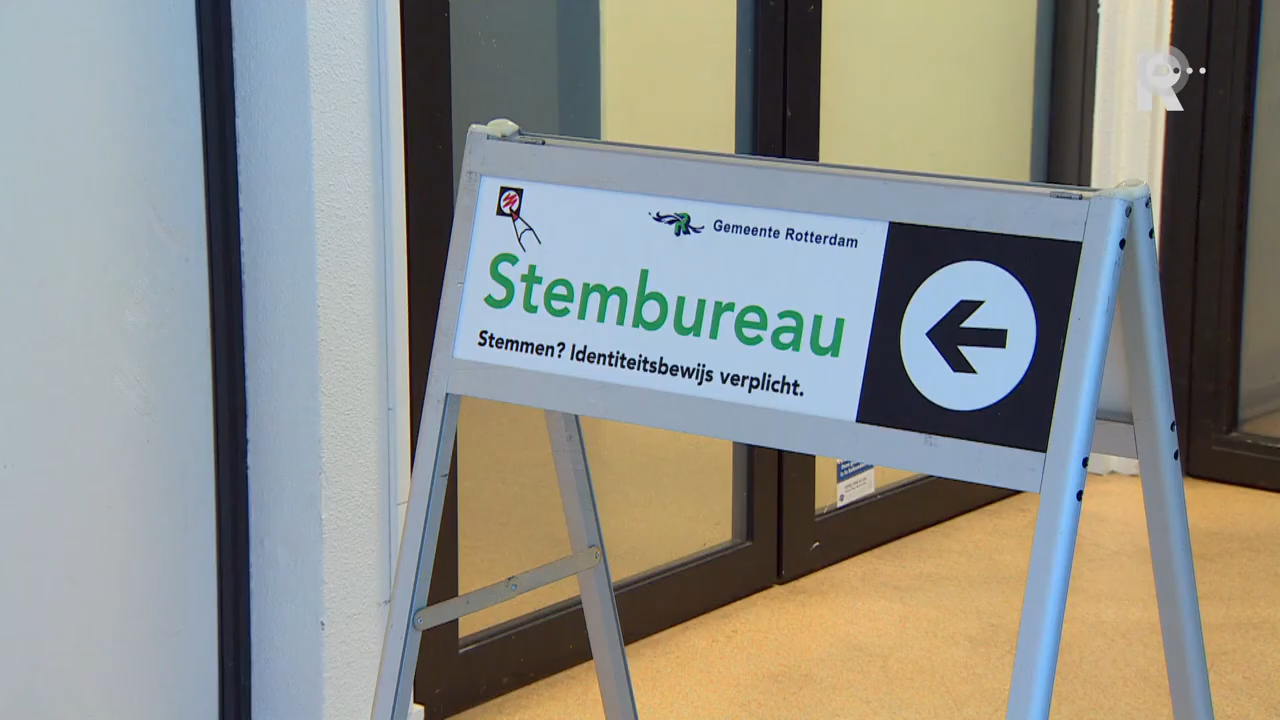 Gemeente Rotterdam
Stembureau
Stemmen? Identiteitsbewijs verplicht.